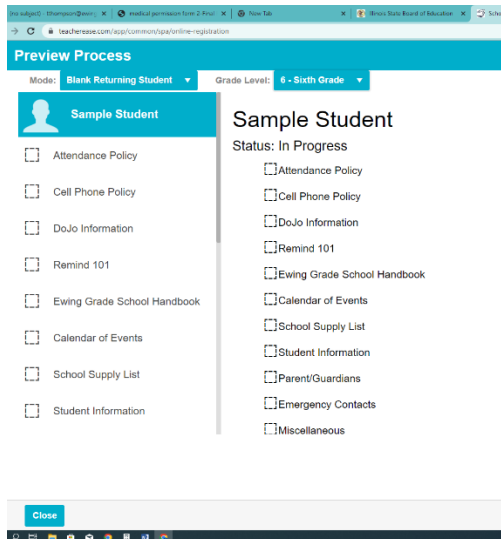 (no subject) - tthompson@ewing
medical permission form 2-Final
New Tab
Illinois State Board of Education
teacherease.com/app/common/spa/online-registration
Preview Process
Mode: Blank Returning Student Grade Level: 6 - Sixth Grade
Sample Student
Attendance Policy
Cell Phone Policy
DoJo Information
Remind 101
Ewing Grade School Handbook
Calendar of Events
School Supply List
Student Information
Sample Student
Status: In Progress
Attendance Policy
Cell Phone Policy
DoJo Information
Remind 101
Ewing Grade School Handbook
Calendar of Events
School Supply List
Student Information
Parent/Guardians
Emergency Contacts
Miscellaneous
Close